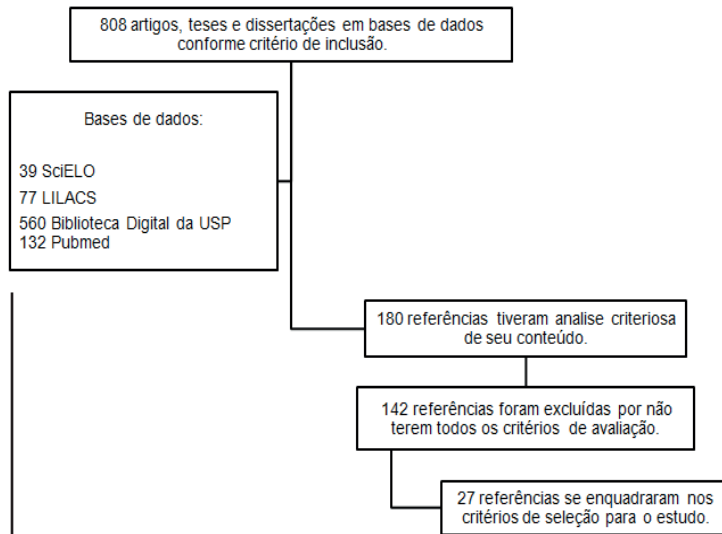 808 artigos, teses e dissertações em bases de dados
conforme critério de inclusão.
Bases de dados:
39 SciELO
77 LILACS
560 Biblioteca Digital da USP
132 Pubmed
180 referências tiveram analise criteriosa
de seu conteúdo.
142 referências foram excluídas por não
terem todos os critérios de avaliação.
27 referências se enquadraram nos
critérios de seleção para o estudo.